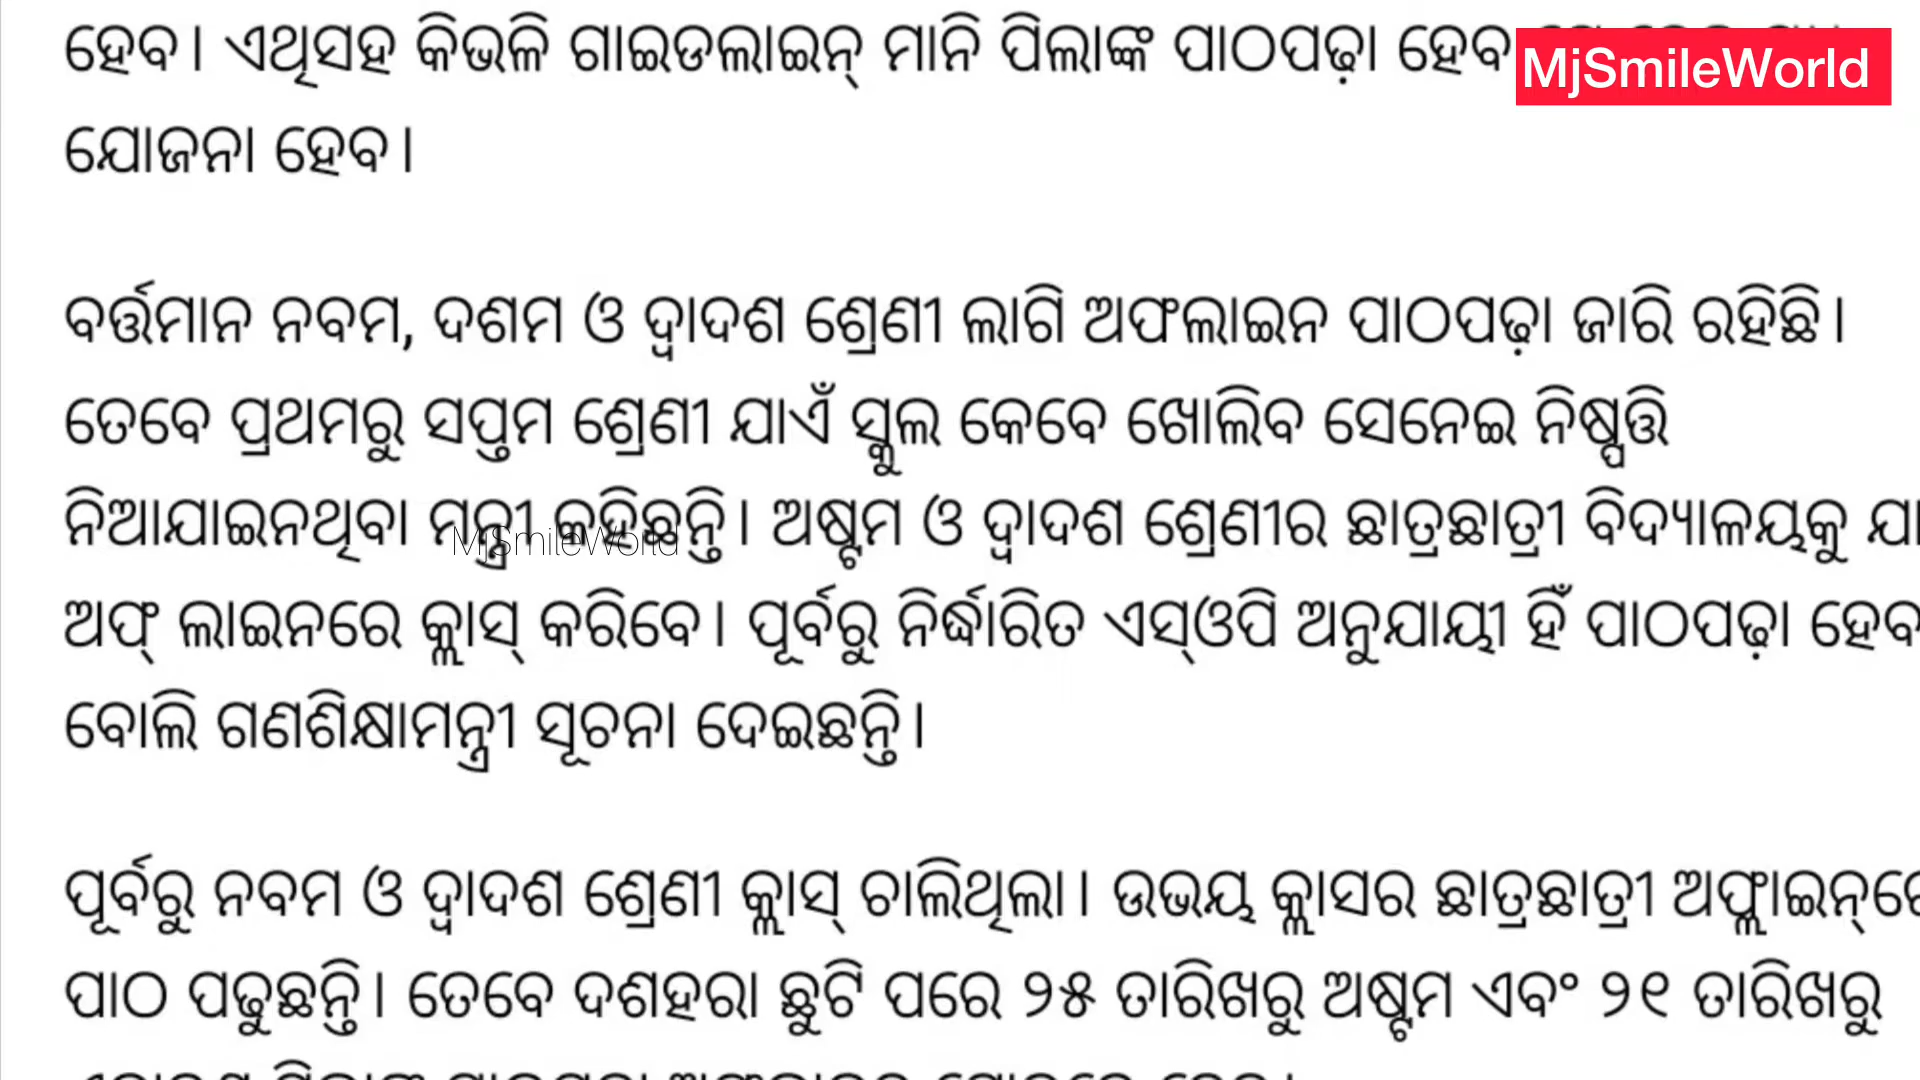 ହେବ। ଏଥିସହ କିଭଳି ଗାଇଡଲାଇନ୍ ମାନି ପିଲାଙ୍କ ପାଠପଢ଼ା ହେବ
MjSmileWorld
ଯୋଜନା ହେବ।
ବର୍ତ୍ତମାନ ନବମ, ଦଶମ ଓ ଦ୍ୱାଦଶ ଶ୍ରେଣୀ ଲାଗି ଅଫଲାଇନ ପାଠପଢ଼ା ଜାରି ରହିଛି।
ତେବେ ପ୍ରଥମରୁ ସପ୍ତମ ଶ୍ରେଣୀ ଯାଏଁ ସ୍କୁଲ କେବେ ଖୋଲିବ ସେନେଇ ନିଷ୍ପତ୍ତି
ନିଆଯାଇନଥିବା ମନ୍ତ୍ରୀ କହିଛନ୍ତି। ଅଷ୍ଟମ ଓ ଦ୍ୱାଦଶ ଶ୍ରେଣୀର ଛାତ୍ରଛାତ୍ରୀ ବିଦ୍ୟାଳୟକୁ ଯା
MjSmileWorld
ଅଫ୍ ଲାଇନରେ କ୍ଲାସ୍ କରିବେ। ପୂର୍ବରୁ ନିର୍ଦ୍ଧାରିତ ଏସ୍‌ଓପି ଅନୁଯାୟୀ ହିଁ ପାଠପଢ଼ା ହେବ
ବୋଲି ଗଣଶିକ୍ଷାମନ୍ତ୍ରୀ ସୂଚନା ଦେଇଛନ୍ତି।
ପୂର୍ବରୁ ନବମ ଓ ଦ୍ୱାଦଶ ଶ୍ରେଣୀ କ୍ଲାସ୍ ଚାଲିଥିଲା। ଉଭୟ କ୍ଲାସର ଛାତ୍ରଛାତ୍ରୀ ଅଫ୍ଲାଇନ୍‌ରେ
ପାଠ ପଢୁଛନ୍ତି। ତେବେ ଦଶହରା ଛୁଟି ପରେ ୨୫ ତାରିଖରୁ ଅଷ୍ଟମ ଏବଂ ୨୧ ତାରିଖରୁ